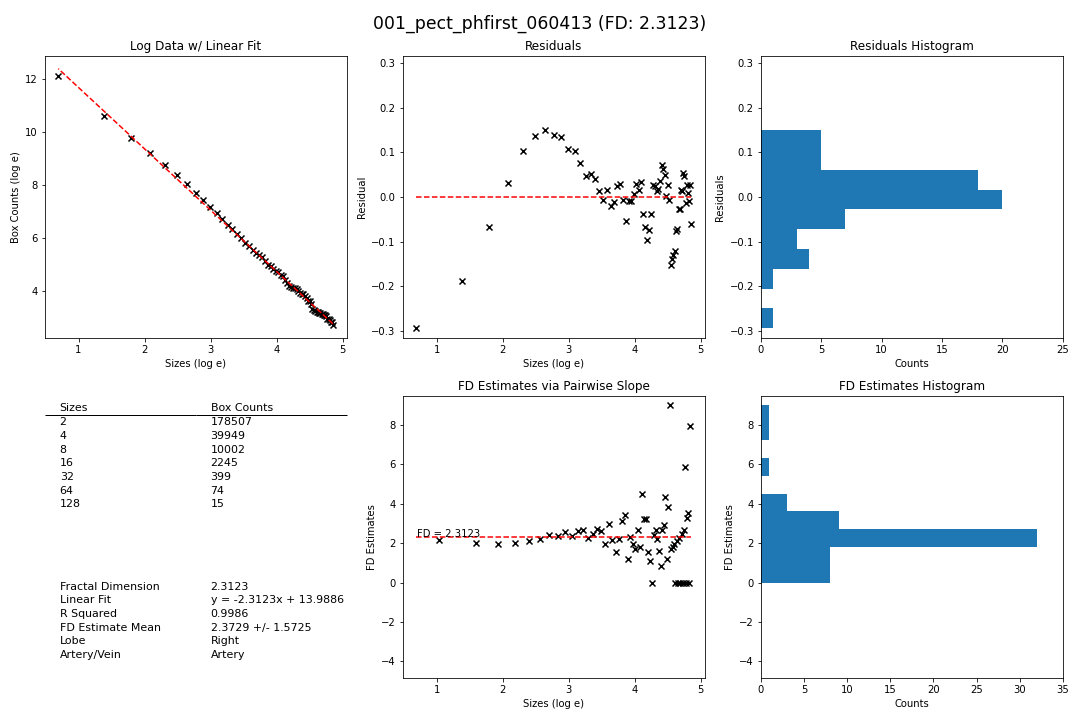 001_pect_phfirst_060413 (FD: 2.3123)
Log Data w/ Linear Fit
Box Counts (log e)
12
10
8
6
4
1 2 3 4 5
Sizes (log e)
Residuals
Residual
0.3
0.2
0.1
0.0
−0.1
−0.2
−0.3
1 2 3 4 5
Sizes (log e)
Residuals Histogram
Residuals
0.3
0.2
0.1
0.0
−0.1
−0.2
−0.3
0 5 10 15 20 25
Counts
Sizes Box Counts
2 178507
4 39949
8 10002
16 2245
32 399
64 74
128 15
Fractal Dimension 2.3123
Linear Fit y = -2.3123x + 13.9886
R Squared 0.9986
FD Estimate Mean 2.3729 +/- 1.5725
Lobe Right
Artery/Vein Artery
FD Estimates via Pairwise Slope
FD Estimates
8
6
4
2
0
−2
−4
FD = 2.3123
1 2 3 4 5
Sizes (log e)
FD Estimates Histogram
FD Estimates
8
6
4
2
0
−2
−4
0 5 10 15 20 25 30 35
Counts